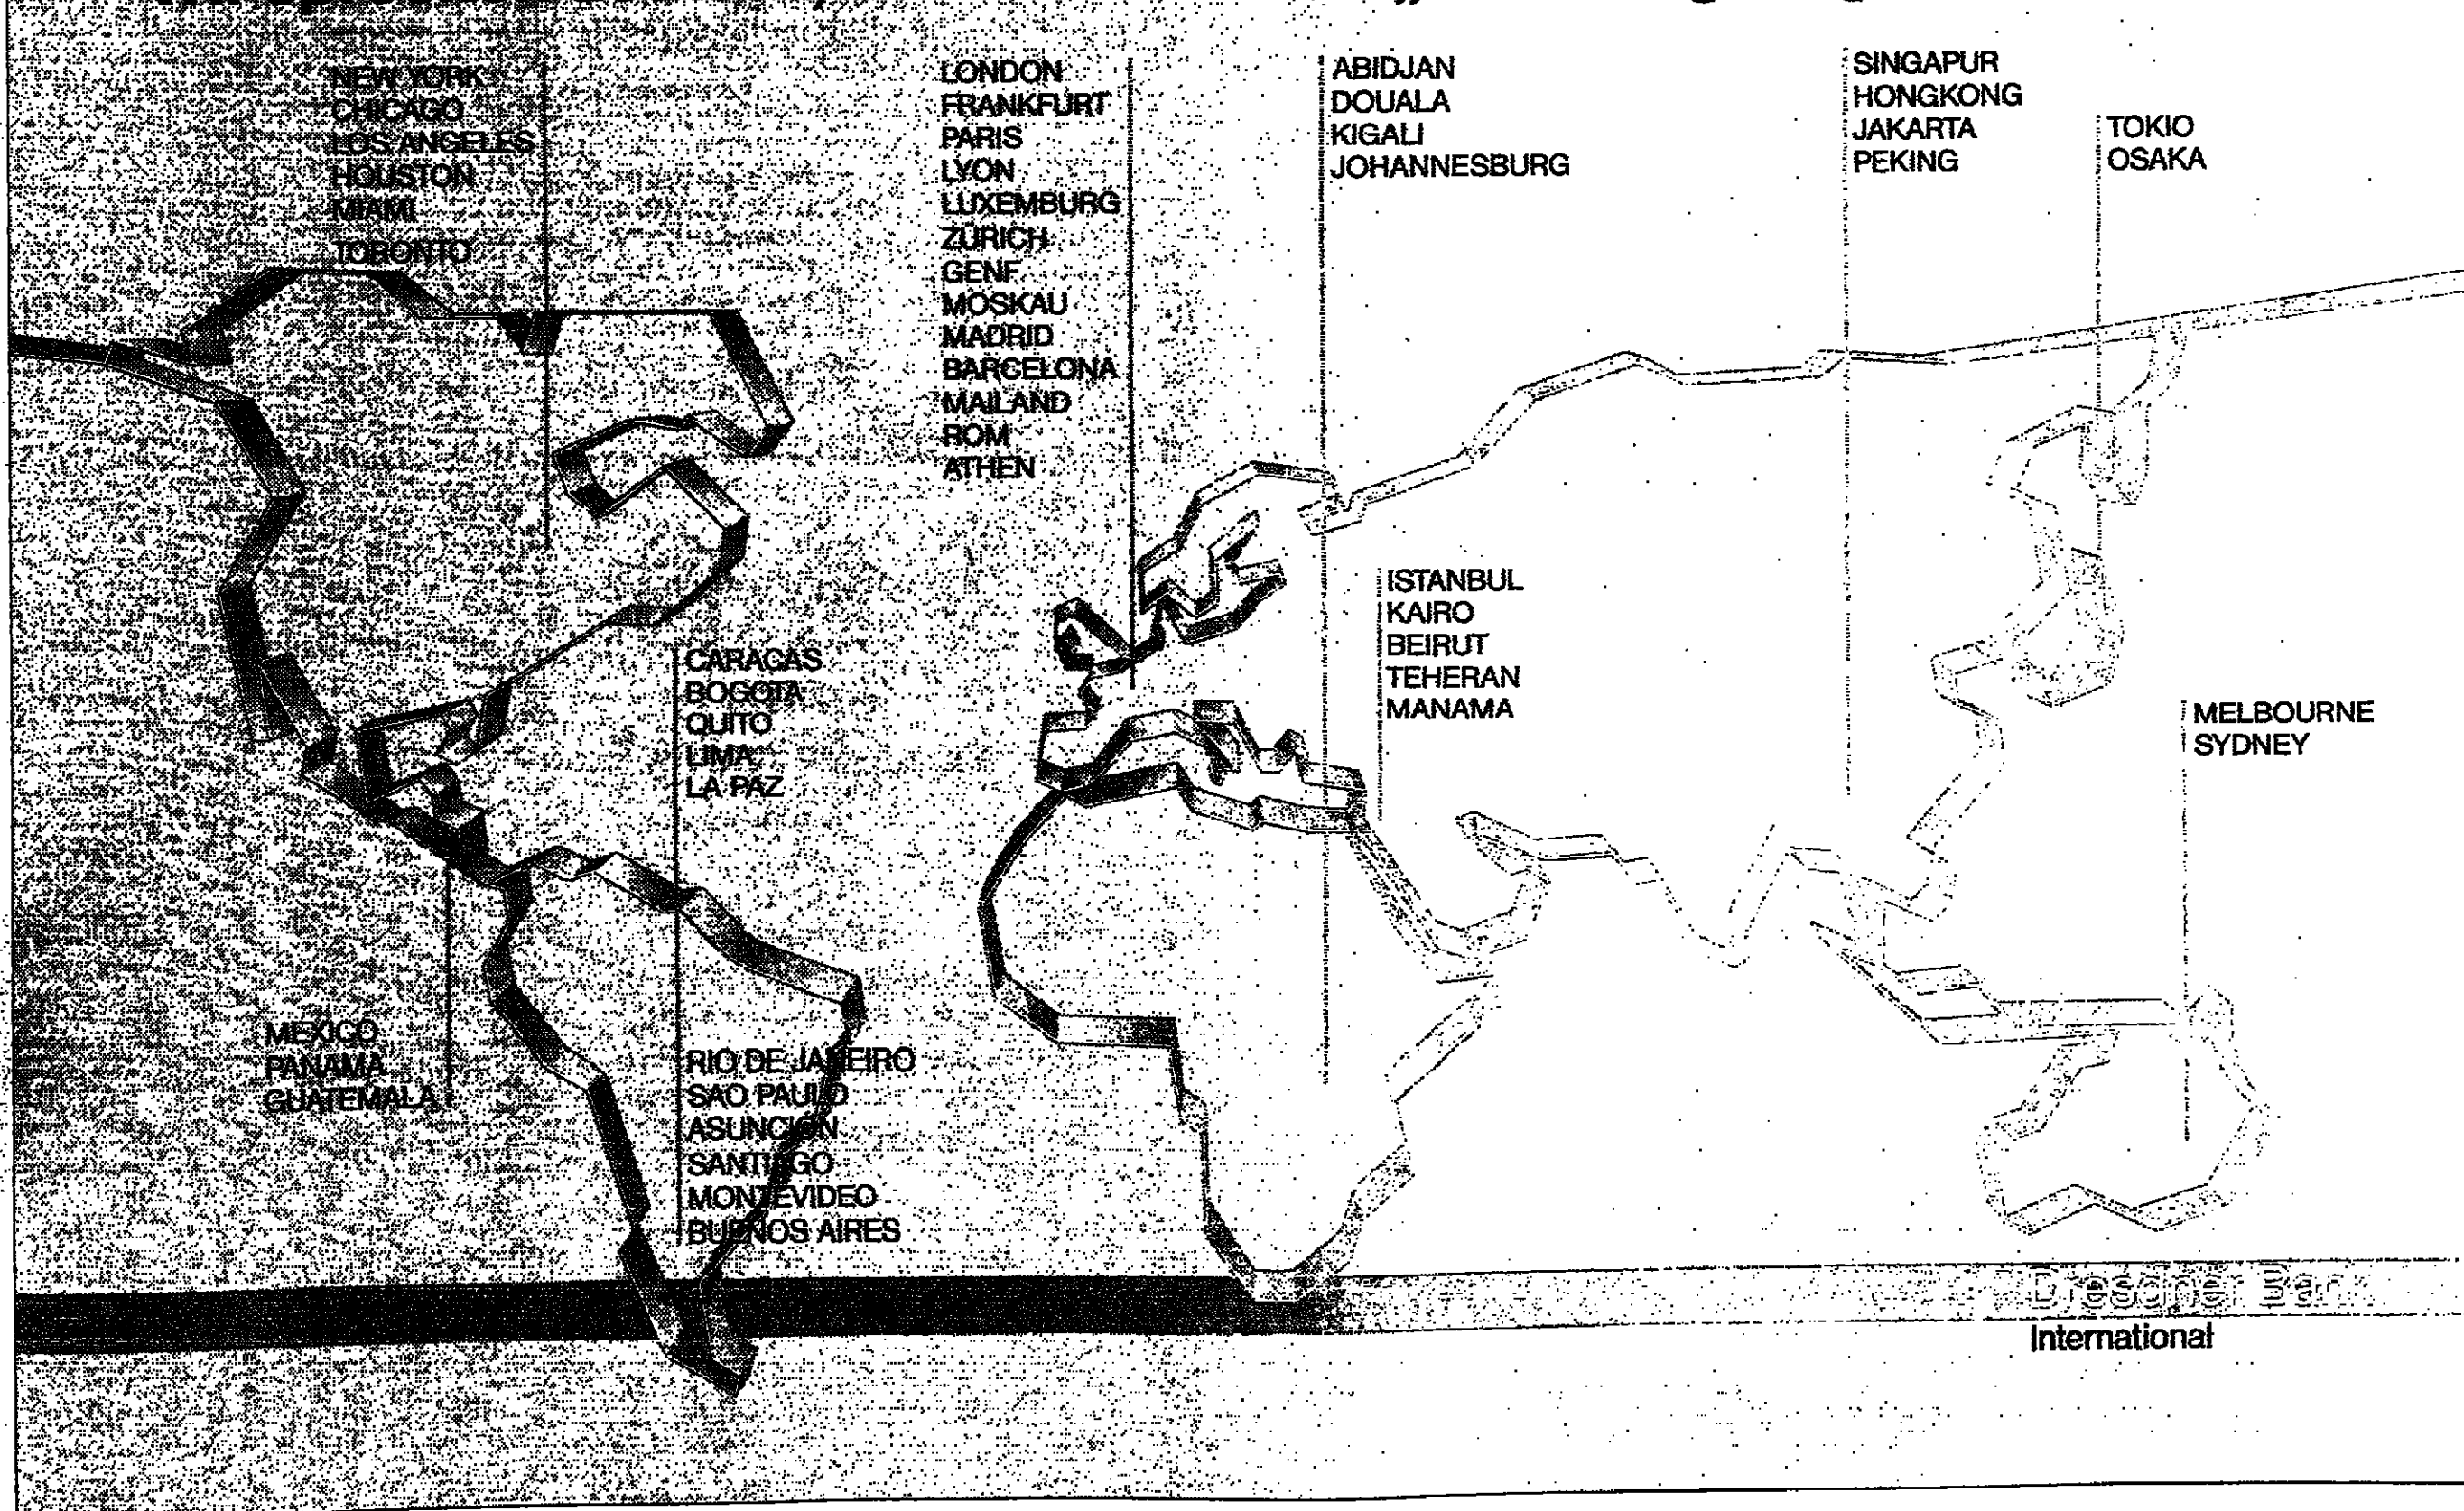 NEW YORK
CHICAGO
LOS ANGELES
HOUSTON
MIAMI
TORONTO
LONDON
FRANKFURT
PARIS
LYON
LUXEMBURG
ZÜRICH
GENF
MOSKAU
MADRID
BARCELONA
MAILAND
ROM
ATHEN
ABIDJAN
DOUALA
KIGALI
JOHANNESBURG
SINGAPUR
HONGKONG
JAKARTA
PEKING
TOKIO
OSAKA
ISTANBUL
KAIRO
BEIRUT
TEHERAN
MANAMA
CARACAS
BOGOTA
QUITO
LIMA
LA PAZ
MELBOURNE
SYDNEY
MEXICO
PANAMA
GUATEMALA
RIO DE JANEIRO
SAO PAULO
ASUNCION
SANTIAGO
MONTEVIDEO
BUENOS AIRES
Dresdner Ban
International